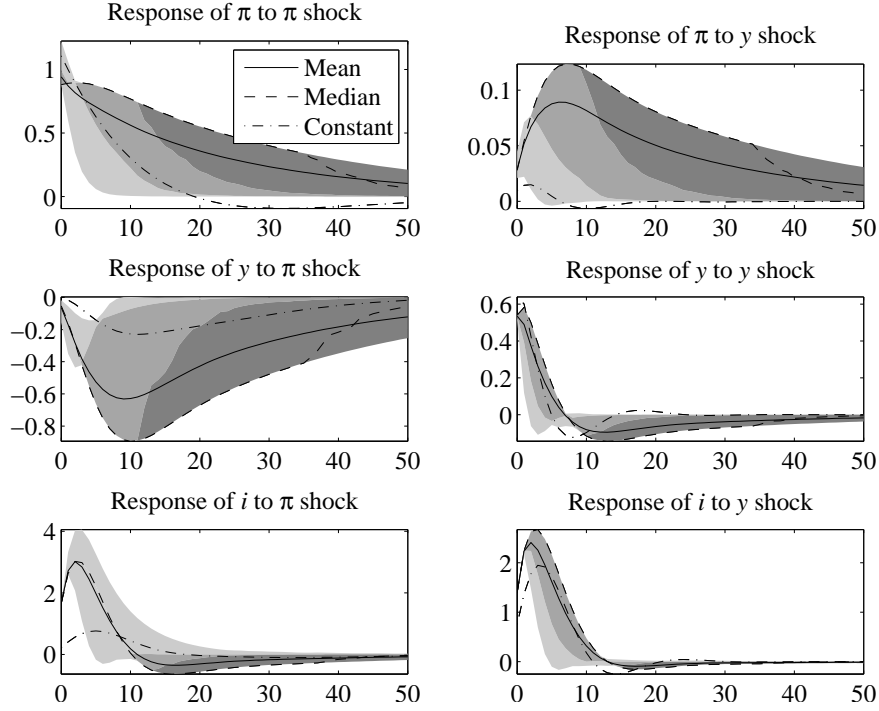 Response of π to π shock
1
0.5
0
0 10 20 30 40 50
Mean
Median
Constant
Response of π to y shock
0.1
0.05
0
0 10 20 30 40 50
Response of y to π shock
0
−0.2
−0.4
−0.6
−0.8
0 10 20 30 40 50
Response of y to y shock
0.6
0.4
0.2
0
0 10 20 30 40 50
Response of i to π shock
4
2
0
0 10 20 30 40 50
Response of i to y shock
2
1
0
0 10 20 30 40 50